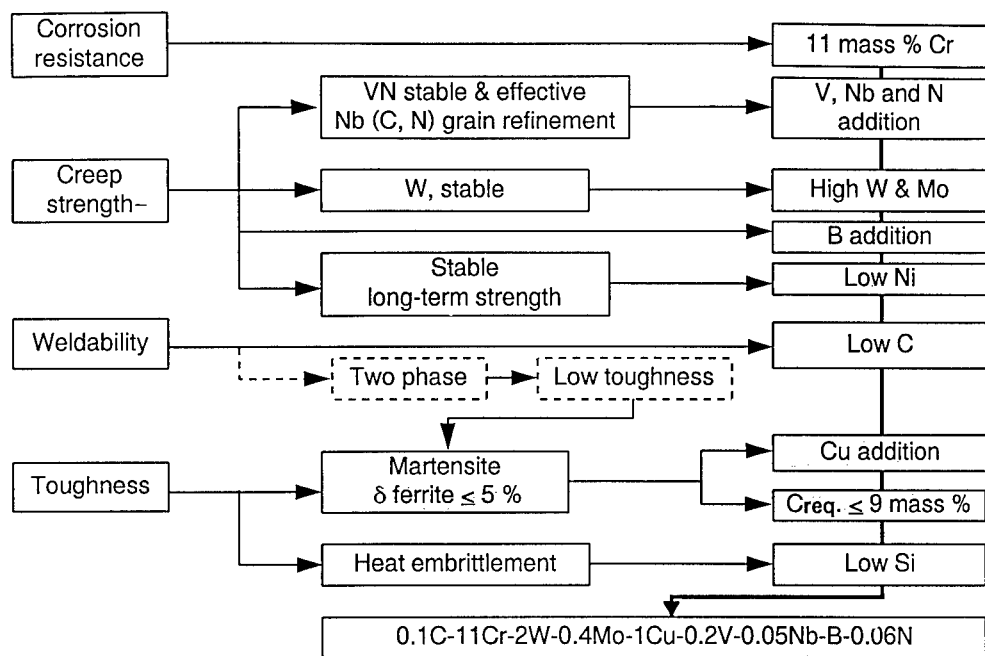 Corrosion
resistance
11 mass % Cr
VN stable & effective
Nb (C, N) grain refinement
V, Nb and N
addition
Creep
strength–
W, stable
High W & Mo
B addition
Stable
long-term strength
Low Ni
Weldability
Low C
Two phase
Low toughness
Toughness
Martensite
δ ferrite ≤ 5 %
Cu addition
Creq. ≤ 9 mass %
Heat embrittlement
Low Si
0.1C-11Cr-2W-0.4Mo-1Cu-0.2V-0.05Nb-B-0.06N